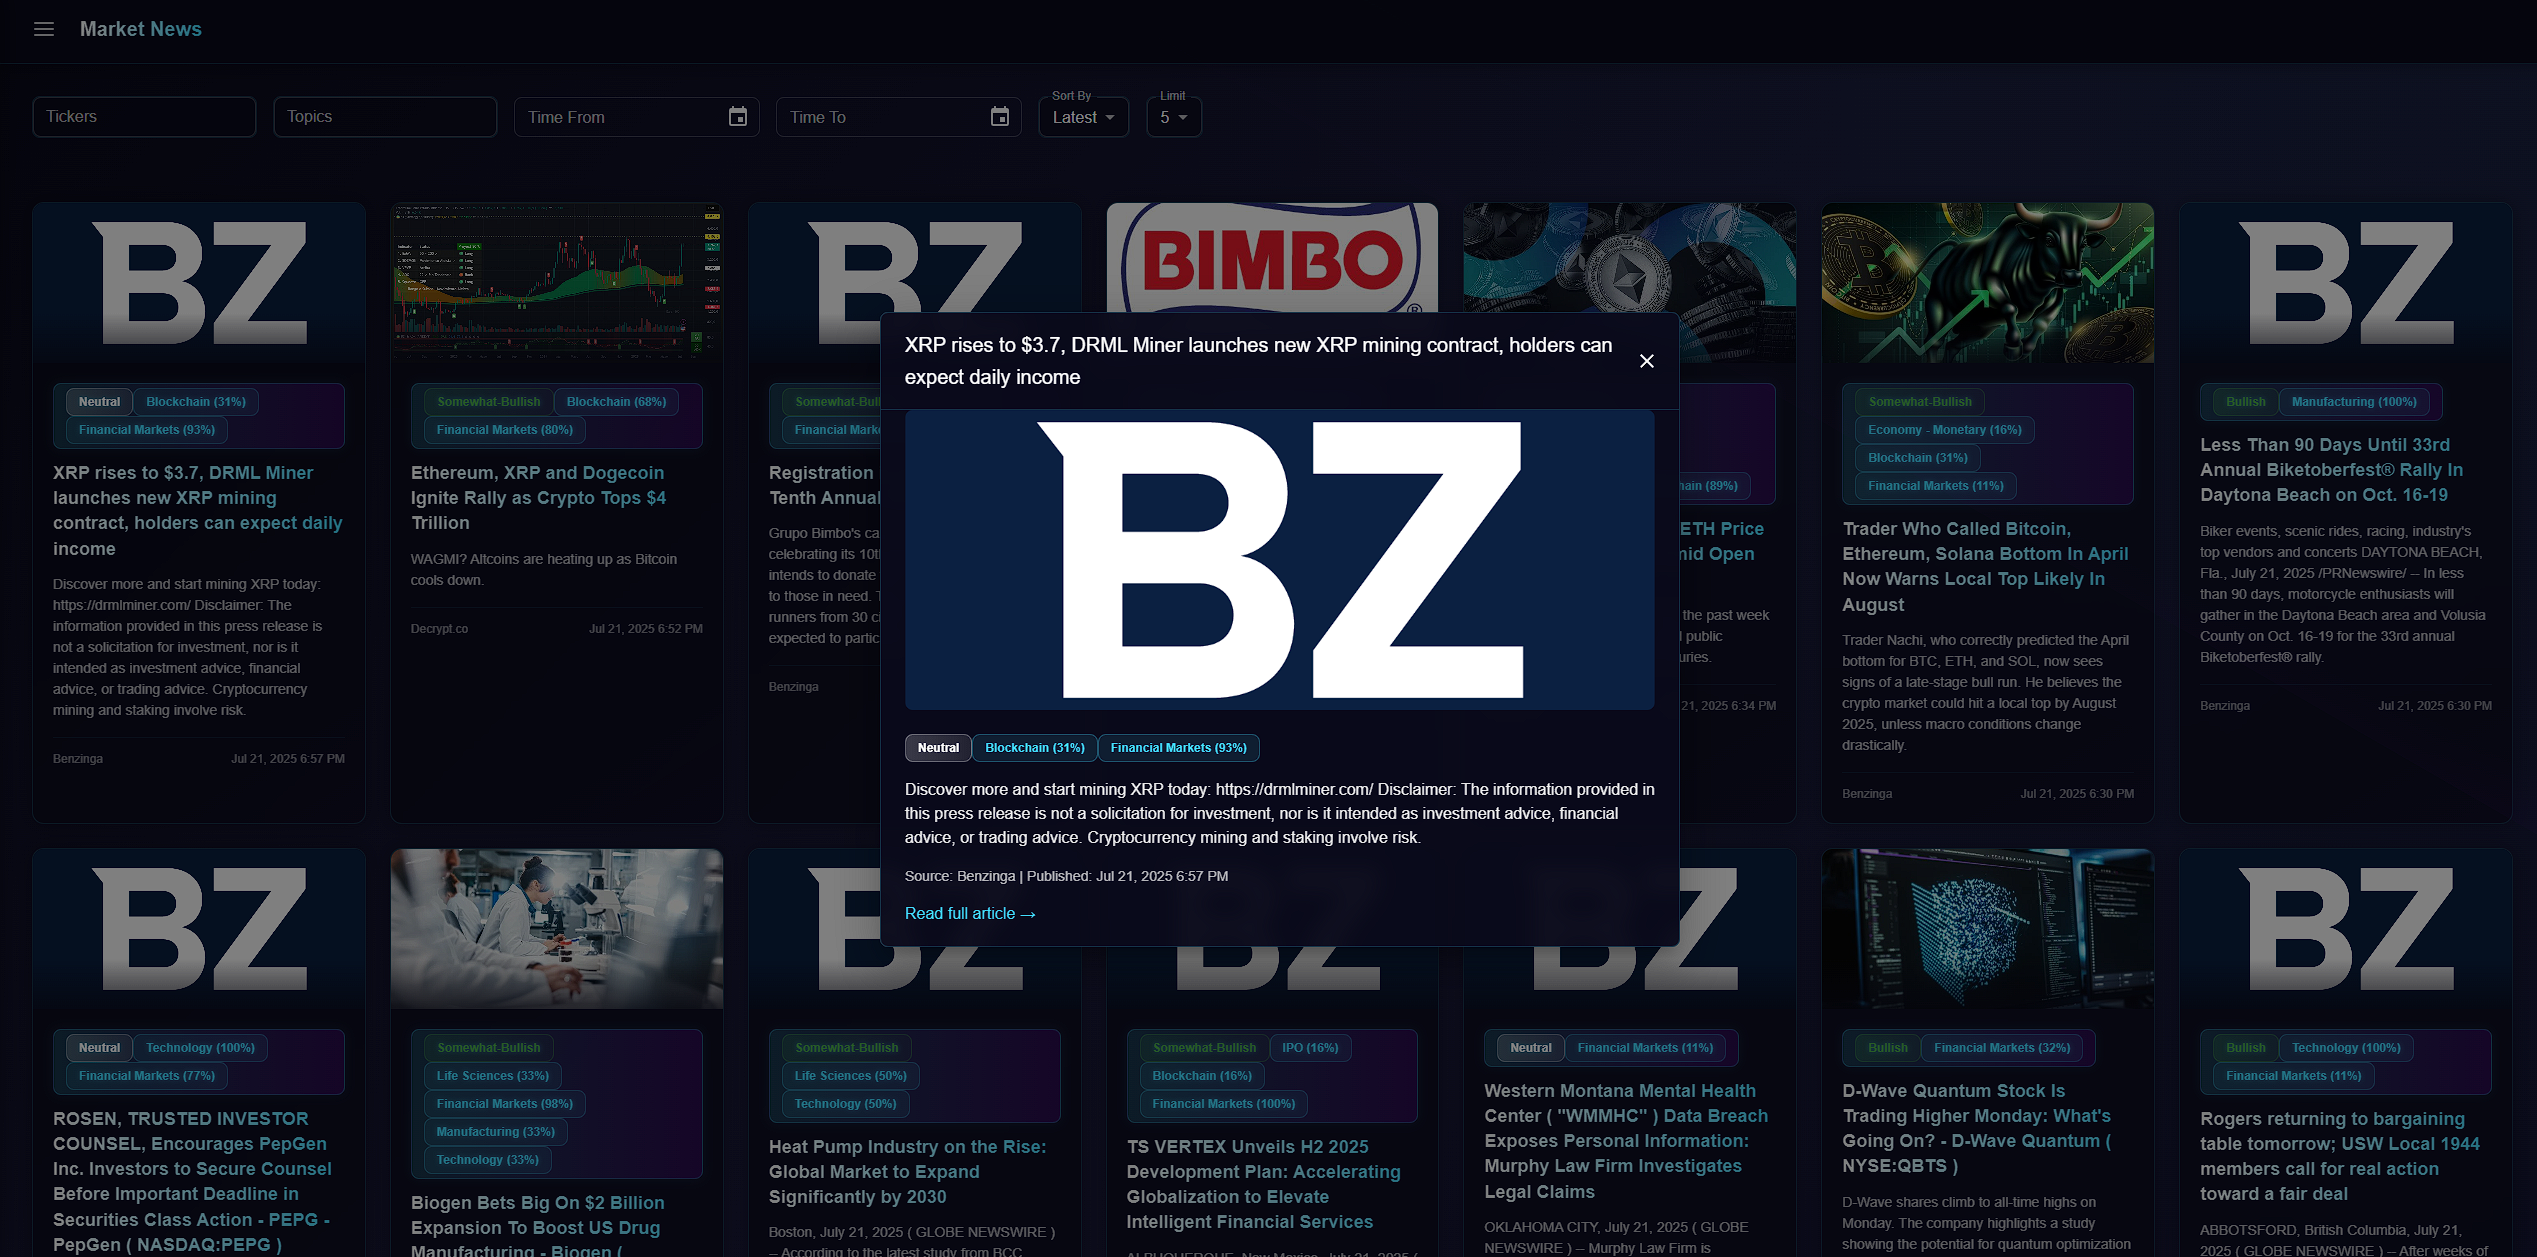 Market News
Tickers
Topics
Time From
Time To
Sort By
Latest
Limit
5
BZ
Neutral
Blockchain (31%)
Financial Markets (93%)
XRP rises to $3.7, DRML Miner
launches new XRP mining
contract, holders can expect daily
income
Discover more and start mining XRP today:
https://drmlminer.com/ Disclaimer: The
information provided in this press release is
not a solicitation for investment, nor is it
intended as investment advice, financial
advice, or trading advice. Cryptocurrency
mining and staking involve risk.
Benzinga
Jul 21, 2025 6:57 PM
Somewhat-Bullish
Blockchain (68%)
Financial Markets (80%)
Ethereum, XRP and Dogecoin
Ignite Rally as Crypto Tops $4
Trillion
WAGMI? Altcoins are heating up as Bitcoin
cools down.
Decrypt.co
Jul 21, 2025 6:52 PM
BZ
Somewhat-Bull
Financial Mark
Registration
Tenth Annual
Grupo Bimbo's ca
celebrating its 10t
intends to donate
to those in need. T
runners from 30 ci
expected to partic
Benzinga
BIMBO
®
XRP rises to $3.7, DRML Miner launches new XRP mining contract, holders can
expect daily income
BZ
Neutral
Blockchain (31%)
Financial Markets (93%)
Discover more and start mining XRP today: https://drmlminer.com/ Disclaimer: The information provided in
this press release is not a solicitation for investment, nor is it intended as investment advice, financial
advice, or trading advice. Cryptocurrency mining and staking involve risk.
Source: Benzinga | Published: Jul 21, 2025 6:57 PM
Read full article →
hain (89%)
ETH Price
mid Open
the past week
public
uries.
21, 2025 6:34 PM
Somewhat-Bullish
Economy - Monetary (16%)
Blockchain (31%)
Financial Markets (11%)
Trader Who Called Bitcoin,
Ethereum, Solana Bottom In April
Now Warns Local Top Likely In
August
Trader Nachi, who correctly predicted the April
bottom for BTC, ETH, and SOL, now sees
signs of a late-stage bull run. He believes the
crypto market could hit a local top by August
2025, unless macro conditions change
drastically.
Benzinga
Jul 21, 2025 6:30 PM
BZ
Bullish
Manufacturing (100%)
Less Than 90 Days Until 33rd
Annual Biketoberfest® Rally In
Daytona Beach on Oct. 16-19
Biker events, scenic rides, racing, industry's
top vendors and concerts DAYTONA BEACH,
Fla., July 21, 2025 /PRNewswire/ -- In less
than 90 days, motorcycle enthusiasts will
gather in the Daytona Beach area and Volusia
County on Oct. 16-19 for the 33rd annual
Biketoberfest® rally.
Benzinga
Jul 21, 2025 6:30 PM
BZ
Neutral
Technology (100%)
Financial Markets (77%)
ROSEN, TRUSTED INVESTOR
COUNSEL, Encourages PepGen
Inc. Investors to Secure Counsel
Before Important Deadline in
Securities Class Action - PEPG -
PepGen ( NASDAQ:PEPG )
Somewhat-Bullish
Life Sciences (33%)
Financial Markets (98%)
Manufacturing (33%)
Technology (33%)
Biogen Bets Big On $2 Billion
Expansion To Boost US Drug
Manufacturing - Biogen (
BZ
Somewhat-Bullish
Life Sciences (50%)
Technology (50%)
Heat Pump Industry on the Rise:
Global Market to Expand
Significantly by 2030
Boston, July 21, 2025 ( GLOBE NEWSWIRE )
-- According to the latest study from BCC
BZ
Somewhat-Bullish
IPO (16%)
Blockchain (16%)
Financial Markets (100%)
TS VERTEX Unveils H2 2025
Development Plan: Accelerating
Globalization to Elevate
Intelligent Financial Services
ALBUQUERQUE, New Mexico, July 21, 2025 (
BZ
Neutral
Financial Markets (11%)
Western Montana Mental Health
Center ( "WMMHC" ) Data Breach
Exposes Personal Information:
Murphy Law Firm Investigates
Legal Claims
OKLAHOMA CITY, July 21, 2025 ( GLOBE
NEWSWIRE ) -- Murphy Law Firm is
Bullish
Financial Markets (32%)
D-Wave Quantum Stock Is
Trading Higher Monday: What's
Going On? - D-Wave Quantum (
NYSE:QBTS )
D-Wave shares climb to all-time highs on
Monday. The company highlights a study
showing the potential for quantum optimization
BZ
Bullish
Technology (100%)
Financial Markets (11%)
Rogers returning to bargaining
table tomorrow; USW Local 1944
members call for real action
toward a fair deal
ABBOTSFORD, British Columbia, July 21,
2025 ( GLOBE NEWSWIRE ) -- After weeks of